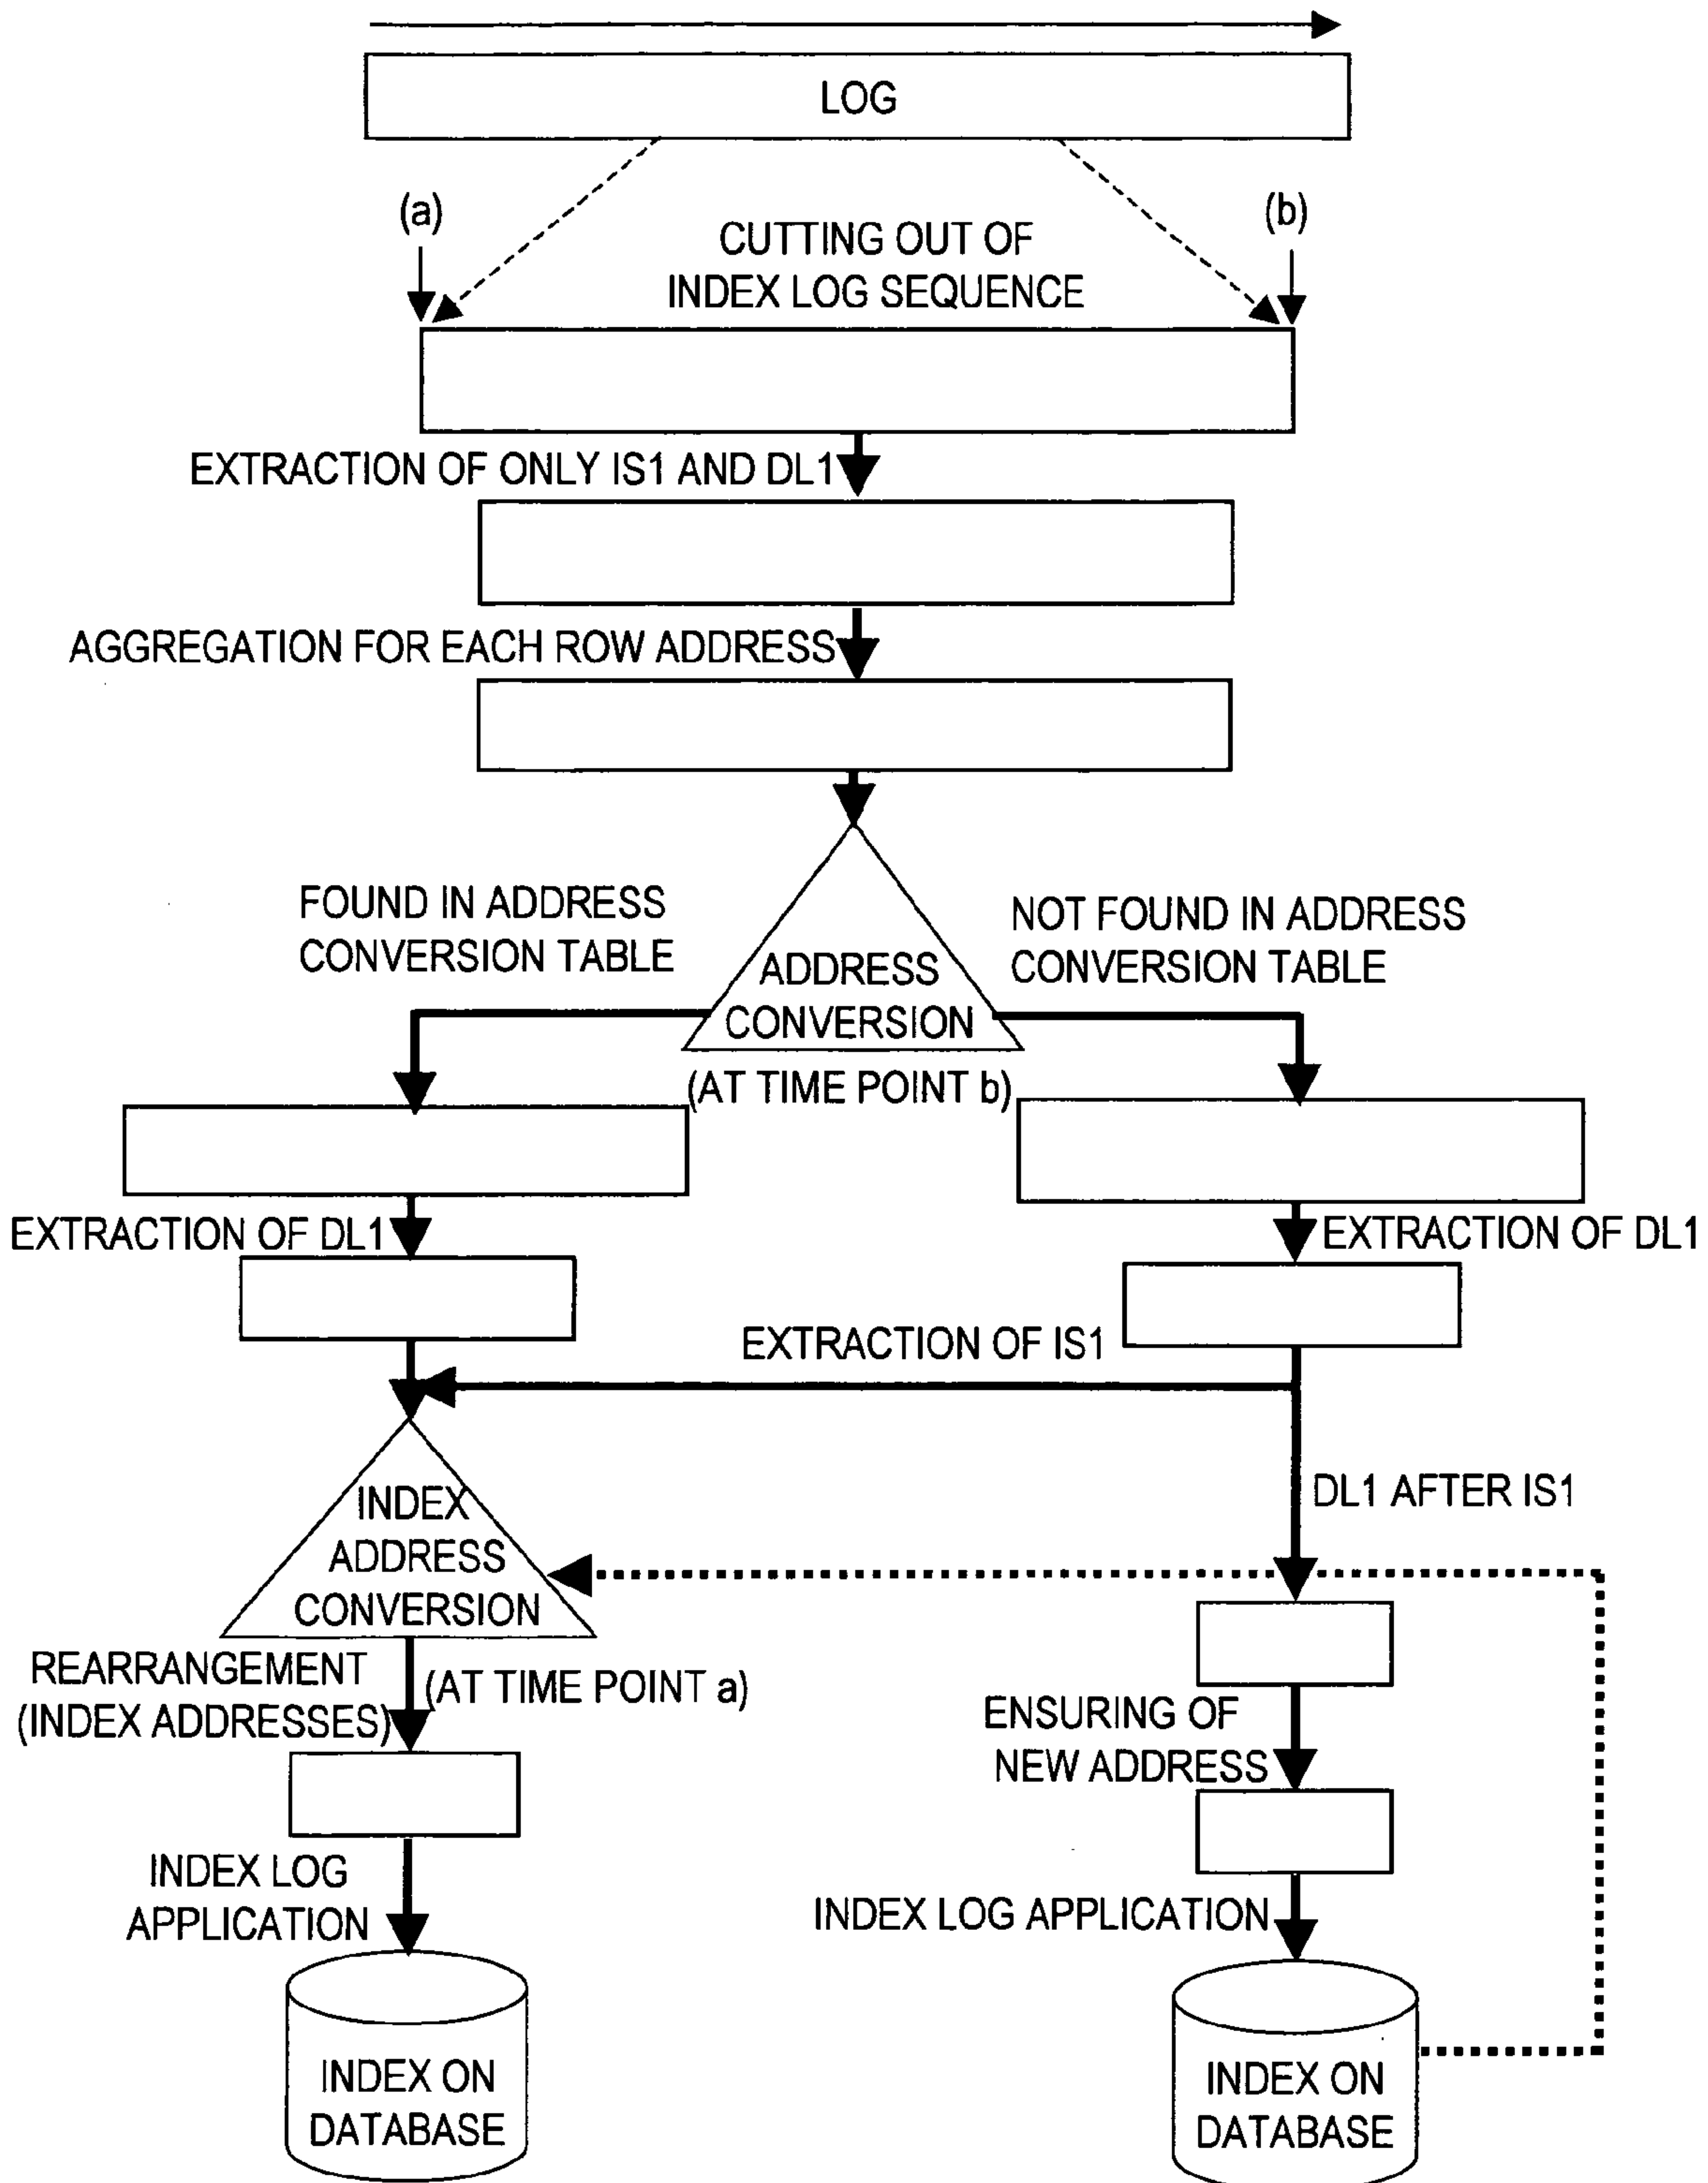 LOG
(a)
(b)
CUTTING OUT OF
INDEX LOG SEQUENCE
EXTRACTION OF ONLY IS1 AND DL1
AGGREGATION FOR EACH ROW ADDRESS
FOUND IN ADDRESS
CONVERSION TABLE
NOT FOUND IN ADDRESS
CONVERSION TABLE
ADDRESS
CONVERSION
(AT TIME POINT b)
EXTRACTION OF DL1
EXTRACTION OF DL1
EXTRACTION OF IS1
INDEX
ADDRESS
CONVERSION
DL1 AFTER IS1
REARRANGEMENT
(INDEX ADDRESSES)
(AT TIME POINT a)
ENSURING OF
NEW ADDRESS
INDEX LOG
APPLICATION
INDEX LOG APPLICATION
INDEX ON
DATABASE
INDEX ON
DATABASE